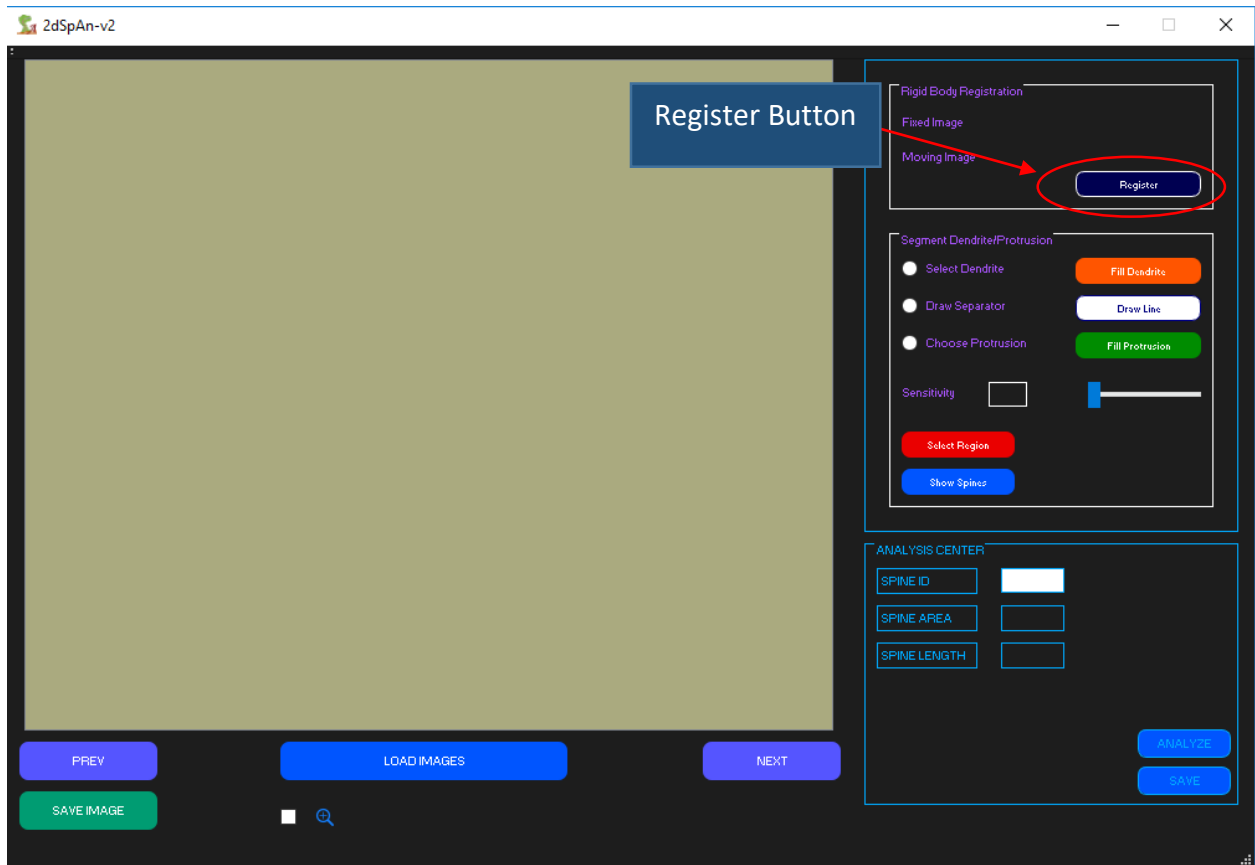 2dSpAn-v2
Register Button
Rigid Body Registration
Fixed Image
Moving Image
Register
Segment Dendrite/Protrusion
Select Dendrite
Fill Dendrite
Draw Separator
Draw Line
Choose Protrusion
Fill Protrusion
Sensitivity
Select Region
Show Spines
ANALYSIS CENTER
SPINE ID
SPINE AREA
SPINE LENGTH
ANALYZE
SAVE
PREV
LOAD IMAGES
NEXT
SAVE IMAGE